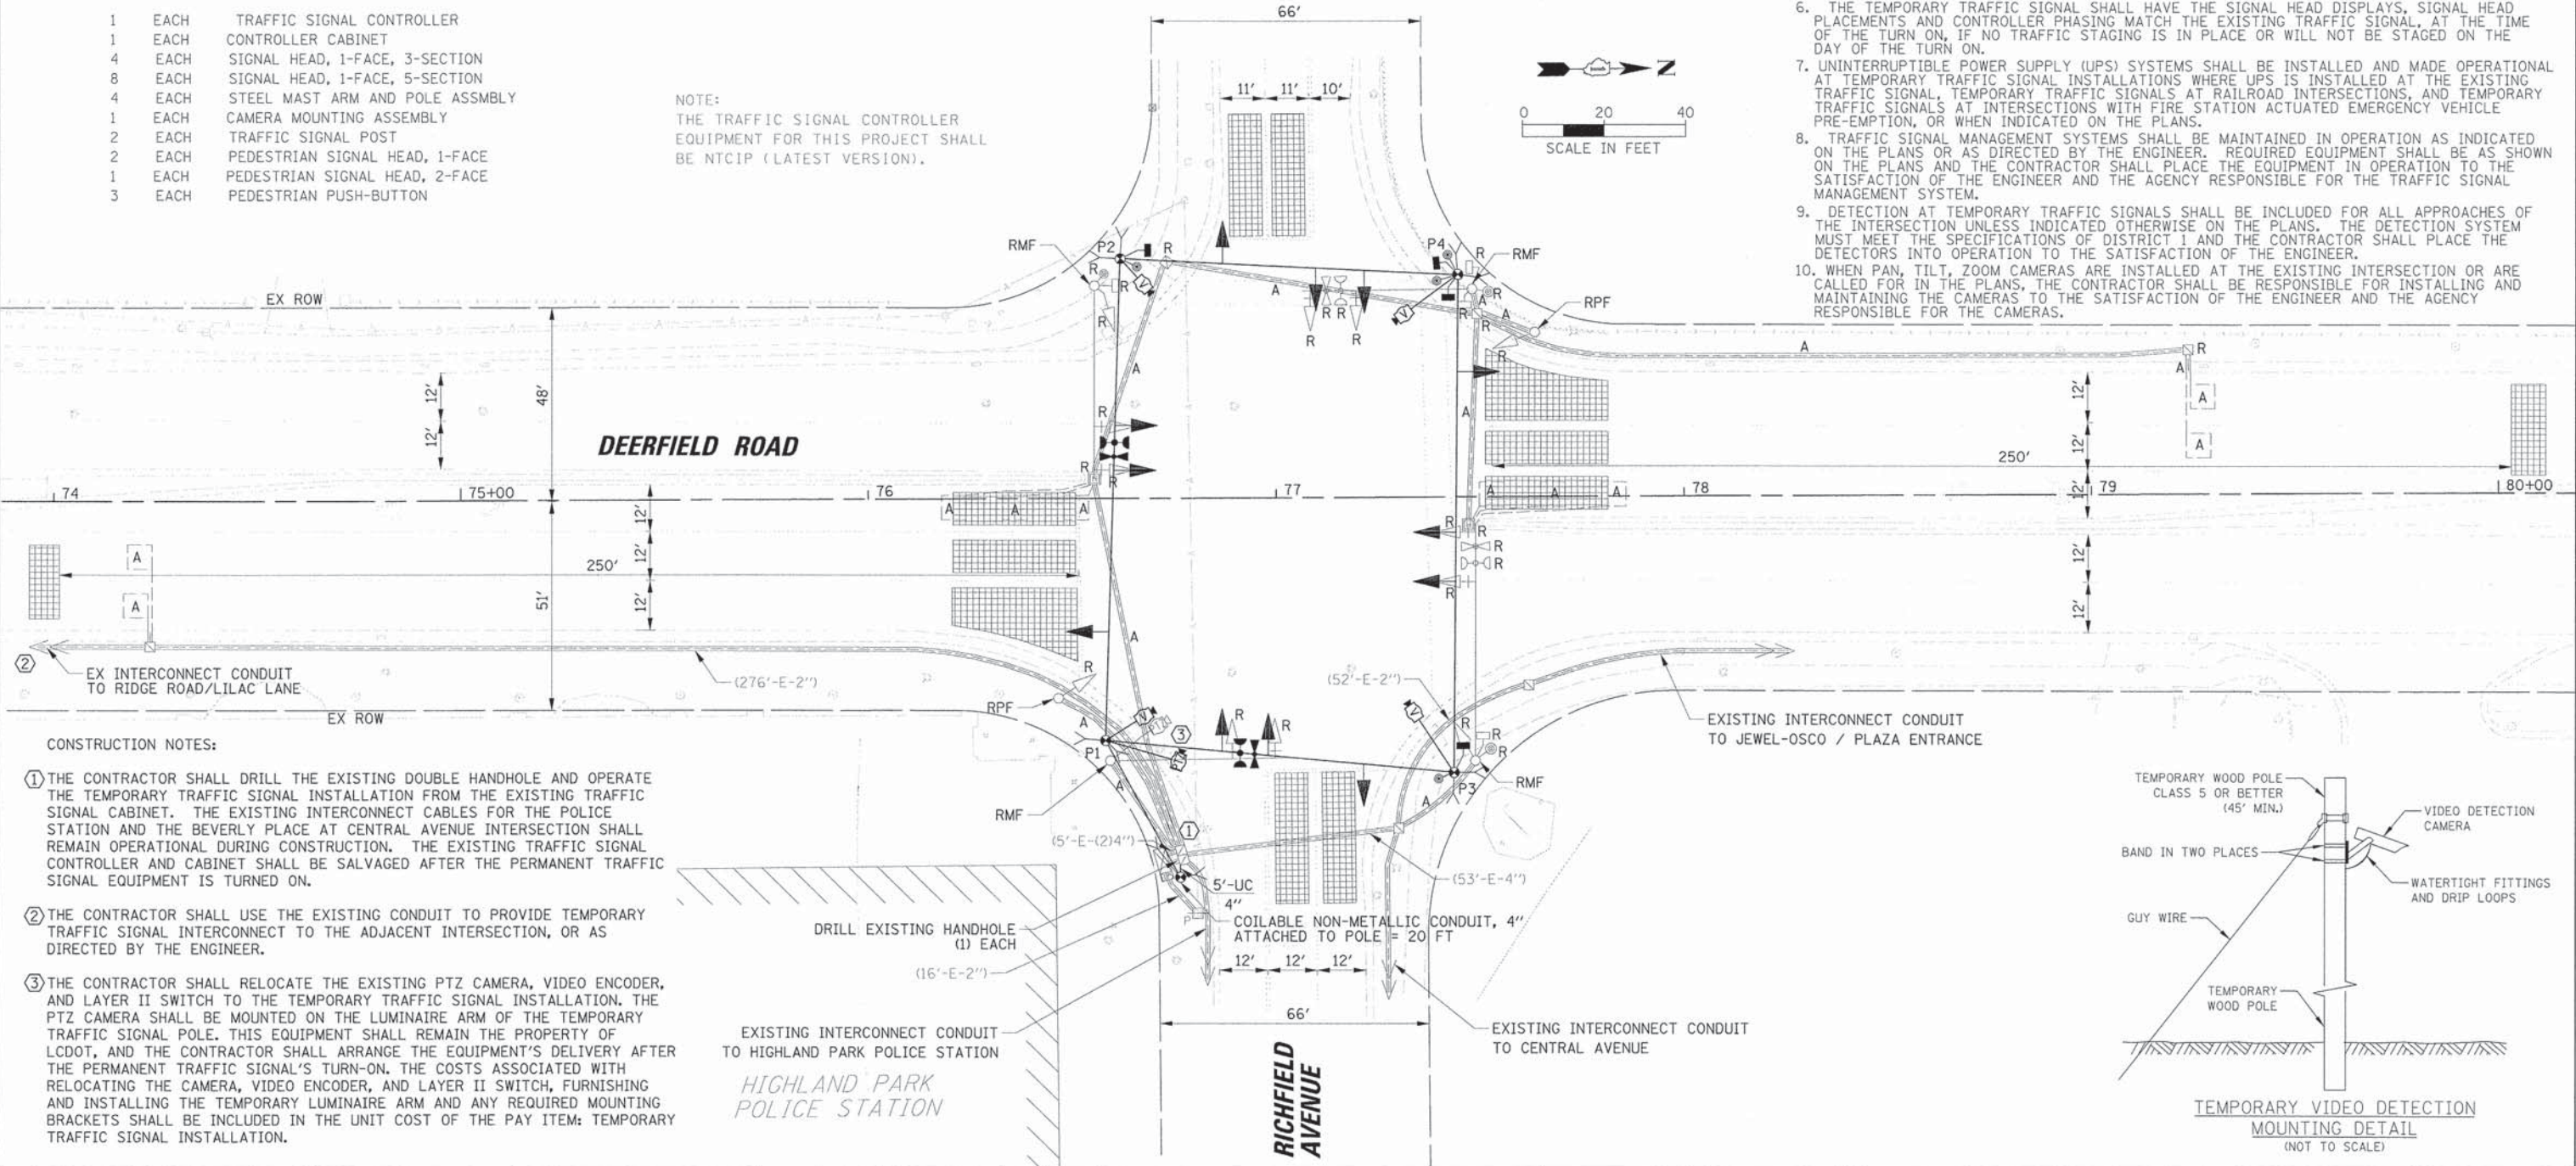 1 EACH TRAFFIC SIGNAL CONTROLLER
1 EACH CONTROLLER CABINET
4 EACH SIGNAL HEAD, 1-FACE, 3-SECTION
8 EACH SIGNAL HEAD, 1-FACE, 5-SECTION
4 EACH STEEL MAST ARM AND POLE ASSMBLY
1 EACH CAMERA MOUNTING ASSEMBLY
2 EACH TRAFFIC SIGNAL POST
2 EACH PEDESTRIAN SIGNAL HEAD, 1-FACE
1 EACH PEDESTRIAN SIGNAL HEAD, 2-FACE
3 EACH PEDESTRIAN PUSH-BUTTON
NOTE:
THE TRAFFIC SIGNAL CONTROLLER
EQUIPMENT FOR THIS PROJECT SHALL
BE NTCIP (LATEST VERSION).
66'
11' 11' 10'
Z
0 20 40
SCALE IN FEET
6. THE TEMPORARY TRAFFIC SIGNAL SHALL HAVE THE SIGNAL HEAD DISPLAYS, SIGNAL HEAD
PLACEMENTS AND CONTROLLER PHASING MATCH THE EXISTING TRAFFIC SIGNAL, AT THE TIME
OF THE TURN ON, IF NO TRAFFIC STAGING IS IN PLACE OR WILL NOT BE STAGED ON THE
DAY OF THE TURN ON.
7. UNINTERRUPTIBLE POWER SUPPLY (UPS) SYSTEMS SHALL BE INSTALLED AND MADE OPERATIONAL
AT TEMPORARY TRAFFIC SIGNAL INSTALLATIONS WHERE UPS IS INSTALLED AT THE EXISTING
TRAFFIC SIGNAL, TEMPORARY TRAFFIC SIGNALS AT RAILROAD INTERSECTIONS, AND TEMPORARY
TRAFFIC SIGNALS AT INTERSECTIONS WITH FIRE STATION ACTUATED EMERGENCY VEHICLE
PRE-EMPTION, OR WHEN INDICATED ON THE PLANS.
8. TRAFFIC SIGNAL MANAGEMENT SYSTEMS SHALL BE MAINTAINED IN OPERATION AS INDICATED
ON THE PLANS OR AS DIRECTED BY THE ENGINEER. REQUIRED EQUIPMENT SHALL BE AS SHOWN
ON THE PLANS AND THE CONTRACTOR SHALL PLACE THE EQUIPMENT IN OPERATION TO THE
SATISFACTION OF THE ENGINEER AND THE AGENCY RESPONSIBLE FOR THE TRAFFIC SIGNAL
MANAGEMENT SYSTEM.
9. DETECTION AT TEMPORARY TRAFFIC SIGNALS SHALL BE INCLUDED FOR ALL APPROACHES OF
THE INTERSECTION UNLESS INDICATED OTHERWISE ON THE PLANS. THE DETECTION SYSTEM
MUST MEET THE SPECIFICATIONS OF DISTRICT 1 AND THE CONTRACTOR SHALL PLACE THE
DETECTORS INTO OPERATION TO THE SATISFACTION OF THE ENGINEER.
10. WHEN PAN, TILT, ZOOM CAMERAS ARE INSTALLED AT THE EXISTING INTERSECTION OR ARE
CALLED FOR IN THE PLANS, THE CONTRACTOR SHALL BE RESPONSIBLE FOR INSTALLING AND
MAINTAINING THE CAMERAS TO THE SATISFACTION OF THE ENGINEER AND THE AGENCY
RESPONSIBLE FOR THE CAMERAS.
RMF P2 R P4 R RMF
R R V A R R V R A R RPF
R R R R A
EX ROW
12' 12' 48'
DEERFIELD ROAD
R A
A A R
A A
250'
12' 12' 12'
74 75+00 76 77 78 79 80+00
A A A
A A A
12' 12' 12'
R R R R R
A A
250'
51'
12' 12'
2
EX INTERCONNECT CONDUIT
TO RIDGE ROAD/LILAC LANE
(276'-E-2")
EX ROW
RPF R A P1 V PTZ 3 R R
(52'-E-2")
V R R R RMF P3 A
EXISTING INTERCONNECT CONDUIT
TO JEWEL-OSCO / PLAZA ENTRANCE
RMF A
(5'-E-(2)4")
1
(53'-E-4")
5'-UC
4"
COILABLE NON-METALLIC CONDUIT, 4"
ATTACHED TO POLE = 20 FT
DRILL EXISTING HANDHOLE
(1) EACH
(16'-E-2")
P
12' 12' 12'
66'
EXISTING INTERCONNECT CONDUIT
TO HIGHLAND PARK POLICE STATION
HIGHLAND PARK
POLICE STATION
EXISTING INTERCONNECT CONDUIT
TO CENTRAL AVENUE
RICHFIELD
AVENUE
CONSTRUCTION NOTES:
1 THE CONTRACTOR SHALL DRILL THE EXISTING DOUBLE HANDHOLE AND OPERATE
THE TEMPORARY TRAFFIC SIGNAL INSTALLATION FROM THE EXISTING TRAFFIC
SIGNAL CABINET. THE EXISTING INTERCONNECT CABLES FOR THE POLICE
STATION AND THE BEVERLY PLACE AT CENTRAL AVENUE INTERSECTION SHALL
REMAIN OPERATIONAL DURING CONSTRUCTION. THE EXISTING TRAFFIC SIGNAL
CONTROLLER AND CABINET SHALL BE SALVAGED AFTER THE PERMANENT TRAFFIC
SIGNAL EQUIPMENT IS TURNED ON.
2 THE CONTRACTOR SHALL USE THE EXISTING CONDUIT TO PROVIDE TEMPORARY
TRAFFIC SIGNAL INTERCONNECT TO THE ADJACENT INTERSECTION, OR AS
DIRECTED BY THE ENGINEER.
3 THE CONTRACTOR SHALL RELOCATE THE EXISTING PTZ CAMERA, VIDEO ENCODER,
AND LAYER II SWITCH TO THE TEMPORARY TRAFFIC SIGNAL INSTALLATION. THE
PTZ CAMERA SHALL BE MOUNTED ON THE LUMINAIRE ARM OF THE TEMPORARY
TRAFFIC SIGNAL POLE. THIS EQUIPMENT SHALL REMAIN THE PROPERTY OF
LCDOT, AND THE CONTRACTOR SHALL ARRANGE THE EQUIPMENT'S DELIVERY AFTER
THE PERMANENT TRAFFIC SIGNAL'S TURN-ON. THE COSTS ASSOCIATED WITH
RELOCATING THE CAMERA, VIDEO ENCODER, AND LAYER II SWITCH, FURNISHING
AND INSTALLING THE TEMPORARY LUMINAIRE ARM AND ANY REQUIRED MOUNTING
BRACKETS SHALL BE INCLUDED IN THE UNIT COST OF THE PAY ITEM: TEMPORARY
TRAFFIC SIGNAL INSTALLATION.
TEMPORARY WOOD POLE
CLASS 5 OR BETTER
(45' MIN.)
VIDEO DETECTION
CAMERA
BAND IN TWO PLACES
WATERTIGHT FITTINGS
AND DRIP LOOPS
GUY WIRE
TEMPORARY
WOOD POLE
TEMPORARY VIDEO DETECTION
MOUNTING DETAIL
(NOT TO SCALE)